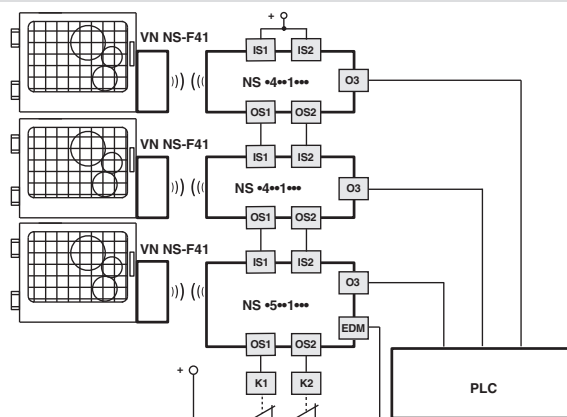 +
VN NS-F41
IS1 IS2
NS •4••1•••
O3
OS1 OS2
VN NS-F41
IS1 IS2
NS •4••1•••
O3
OS1 OS2
VN NS-F41
IS1 IS2
O3
NS •5••1•••
EDM
OS1 OS2
+
K1 K2
PLC